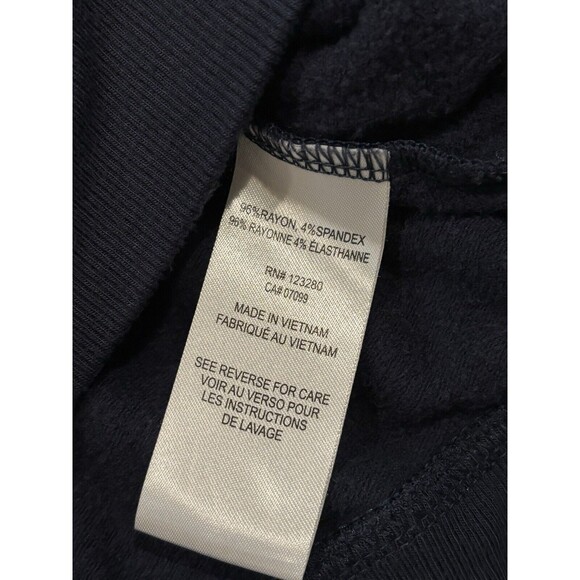 96%RAYON, 4%SPANDEX
96% RAYONNE 4% ÉLASTHANNE
RN# 123280
CA# 07099
MADE IN VIETNAM
FABRIQUÉ AU VIETNAM
SEE REVERSE FOR CARE
VOIR AU VERSO POUR
LES INSTRUCTIONS
DE LAVAGE